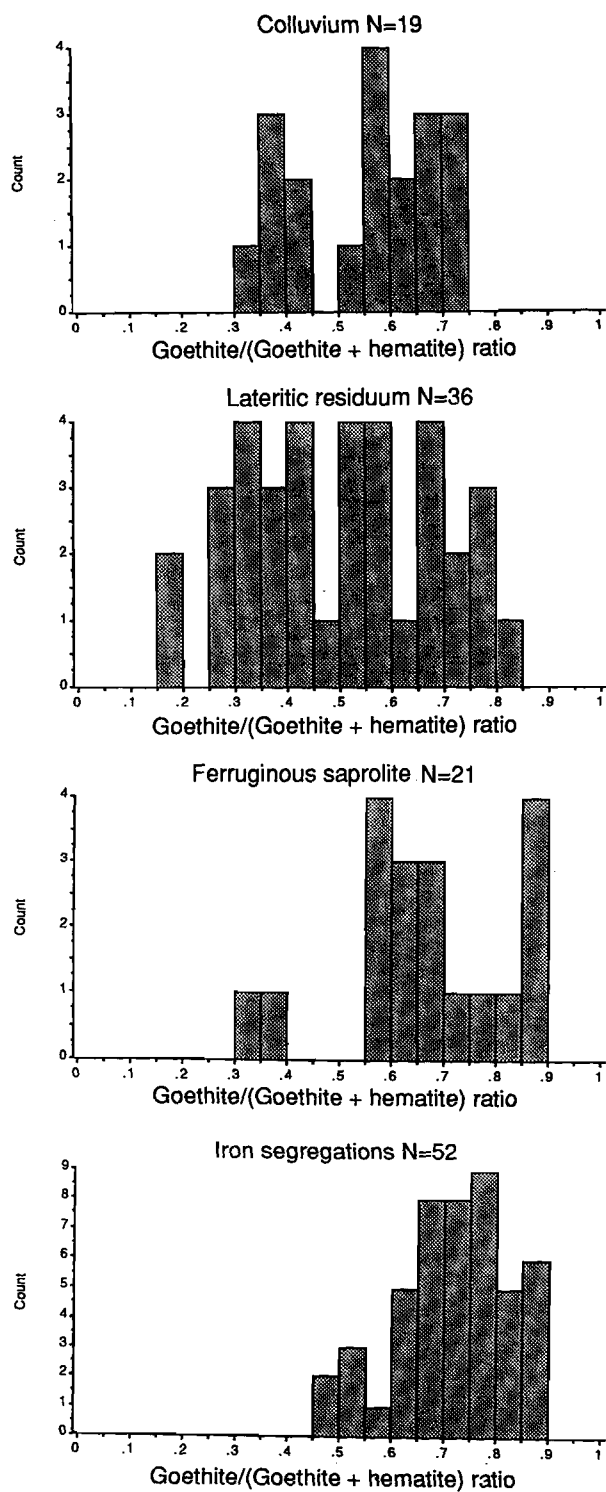 Colluvium N=19
4
3
2
1
0
Count
0 .1 .2 .3 .4 .5 .6 .7 .8 .9 1
Goethite/(Goethite + hematite) ratio
Lateritic residuum N=36
4
3
2
1
0
Count
0 .1 .2 .3 .4 .5 .6 .7 .8 .9 1
Goethite/(Goethite + hematite) ratio
Ferruginous saprolite N=21
4
3
2
1
0
Count
0 .1 .2 .3 .4 .5 .6 .7 .8 .9 1
Goethite/(Goethite + hematite) ratio
Iron segregations N=52
9
8
7
6
5
4
3
2
1
0
Count
0 .1 .2 .3 .4 .5 .6 .7 .8 .9 1
Goethite/(Goethite + hematite) ratio